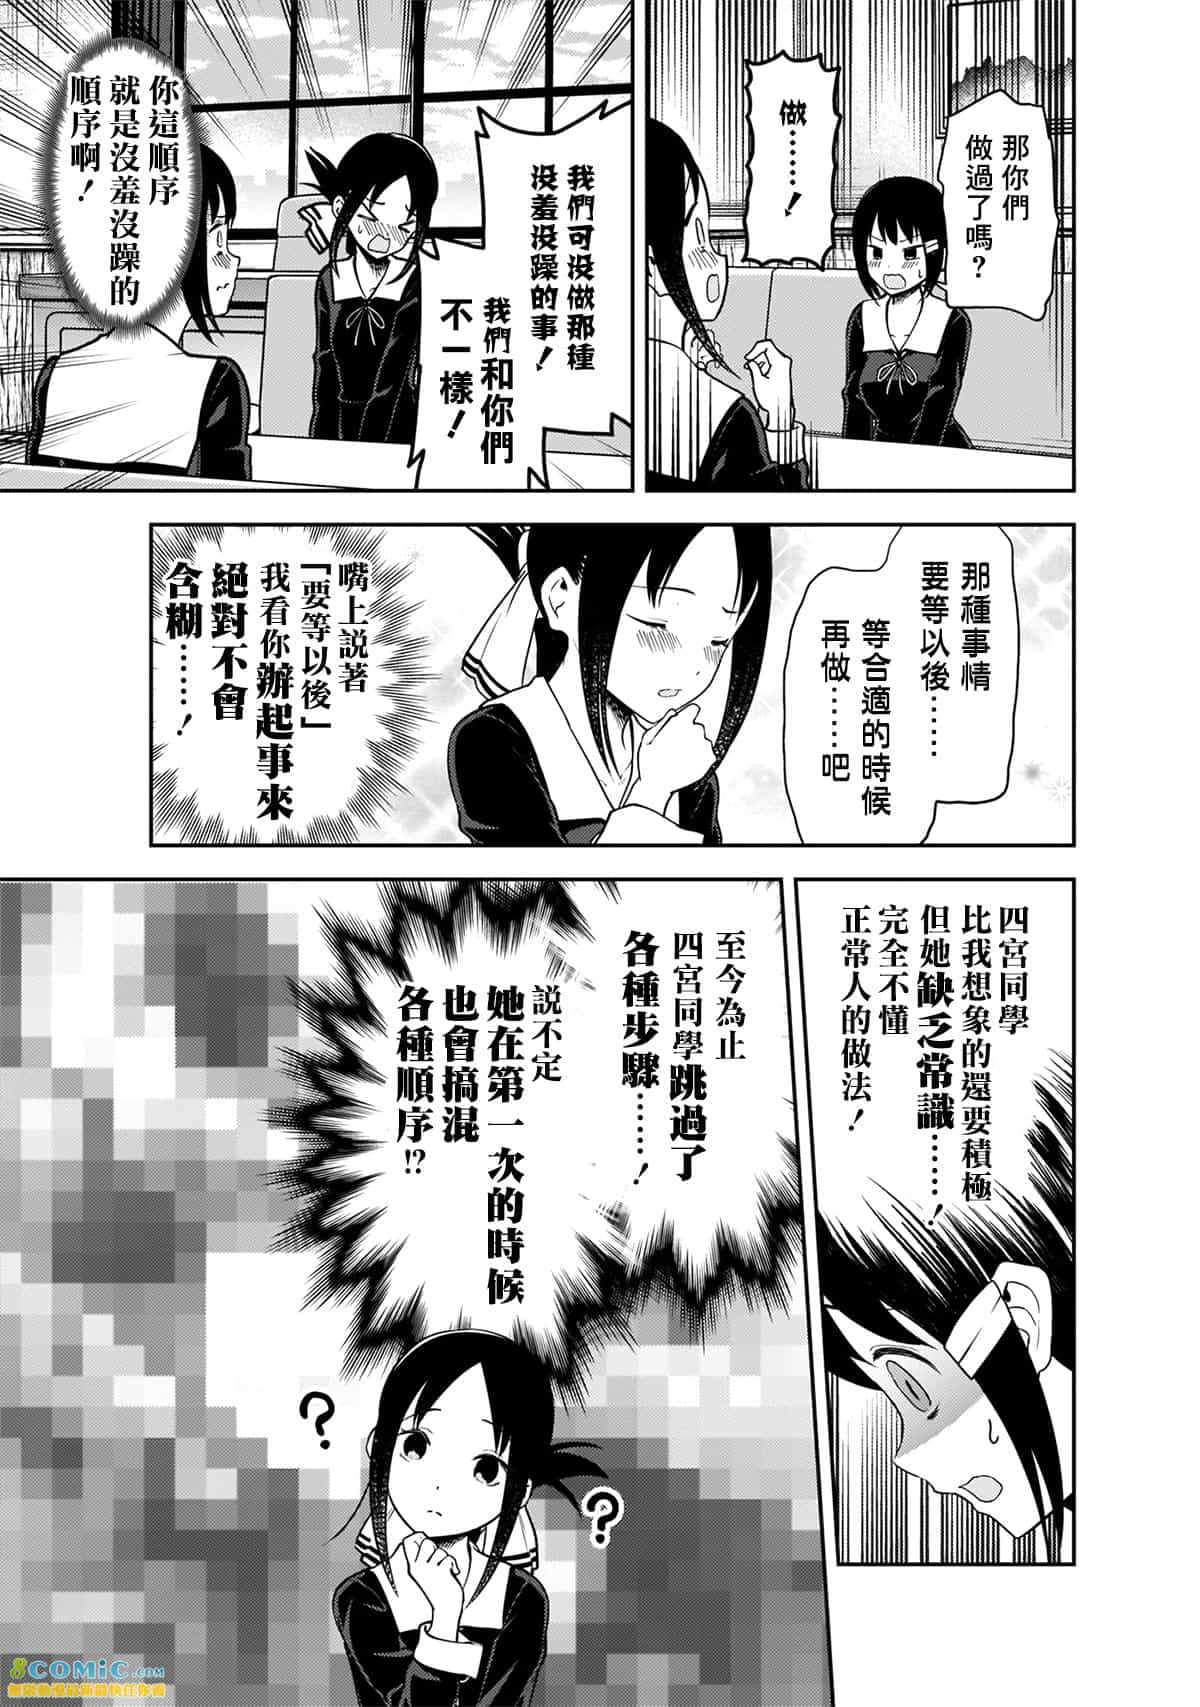 那你們
做過了嗎？
做……！
我們可沒做那種
沒羞沒躁的事！
我們和你們
不一樣！
你這順序
就是沒羞沒躁的
順序啊！
那種事情
要等以後……
等合適的時候
再做……吧
嘴上説著
「要等以後」
我看你辦起事來
絕對不會
含糊……！
四宮同學
比我想象的還要積極
但她缺乏常識……！
完全不懂
正常人的做法！
至今為止
四宮同學跳過了
各種步驟……！
説不定
她在第一次的時候
也會搞混
各種順序!?
?
?
8COMIC.COM